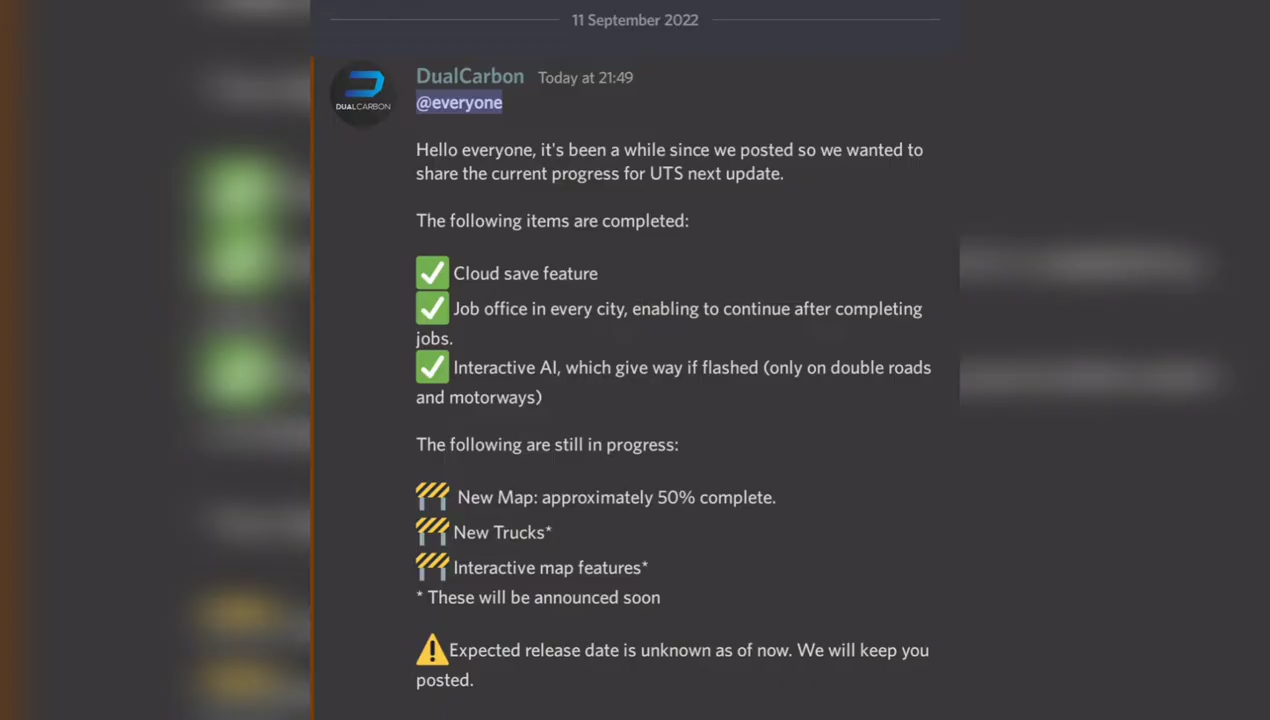 11 September 2022
DUALCARBON
DualCarbon Today at 21:49
@everyone
Hello everyone, it's been a while since we posted so we wanted to
share the current progress for UTS next update.
The following items are completed:
Cloud save feature
Job office in every city, enabling to continue after completing
jobs.
Interactive AI, which give way if flashed (only on double roads
and motorways)
The following are still in progress:
New Map: approximately 50% complete.
New Trucks*
Interactive map features*
* These will be announced soon
Expected release date is unknown as of now. We will keep you
posted.